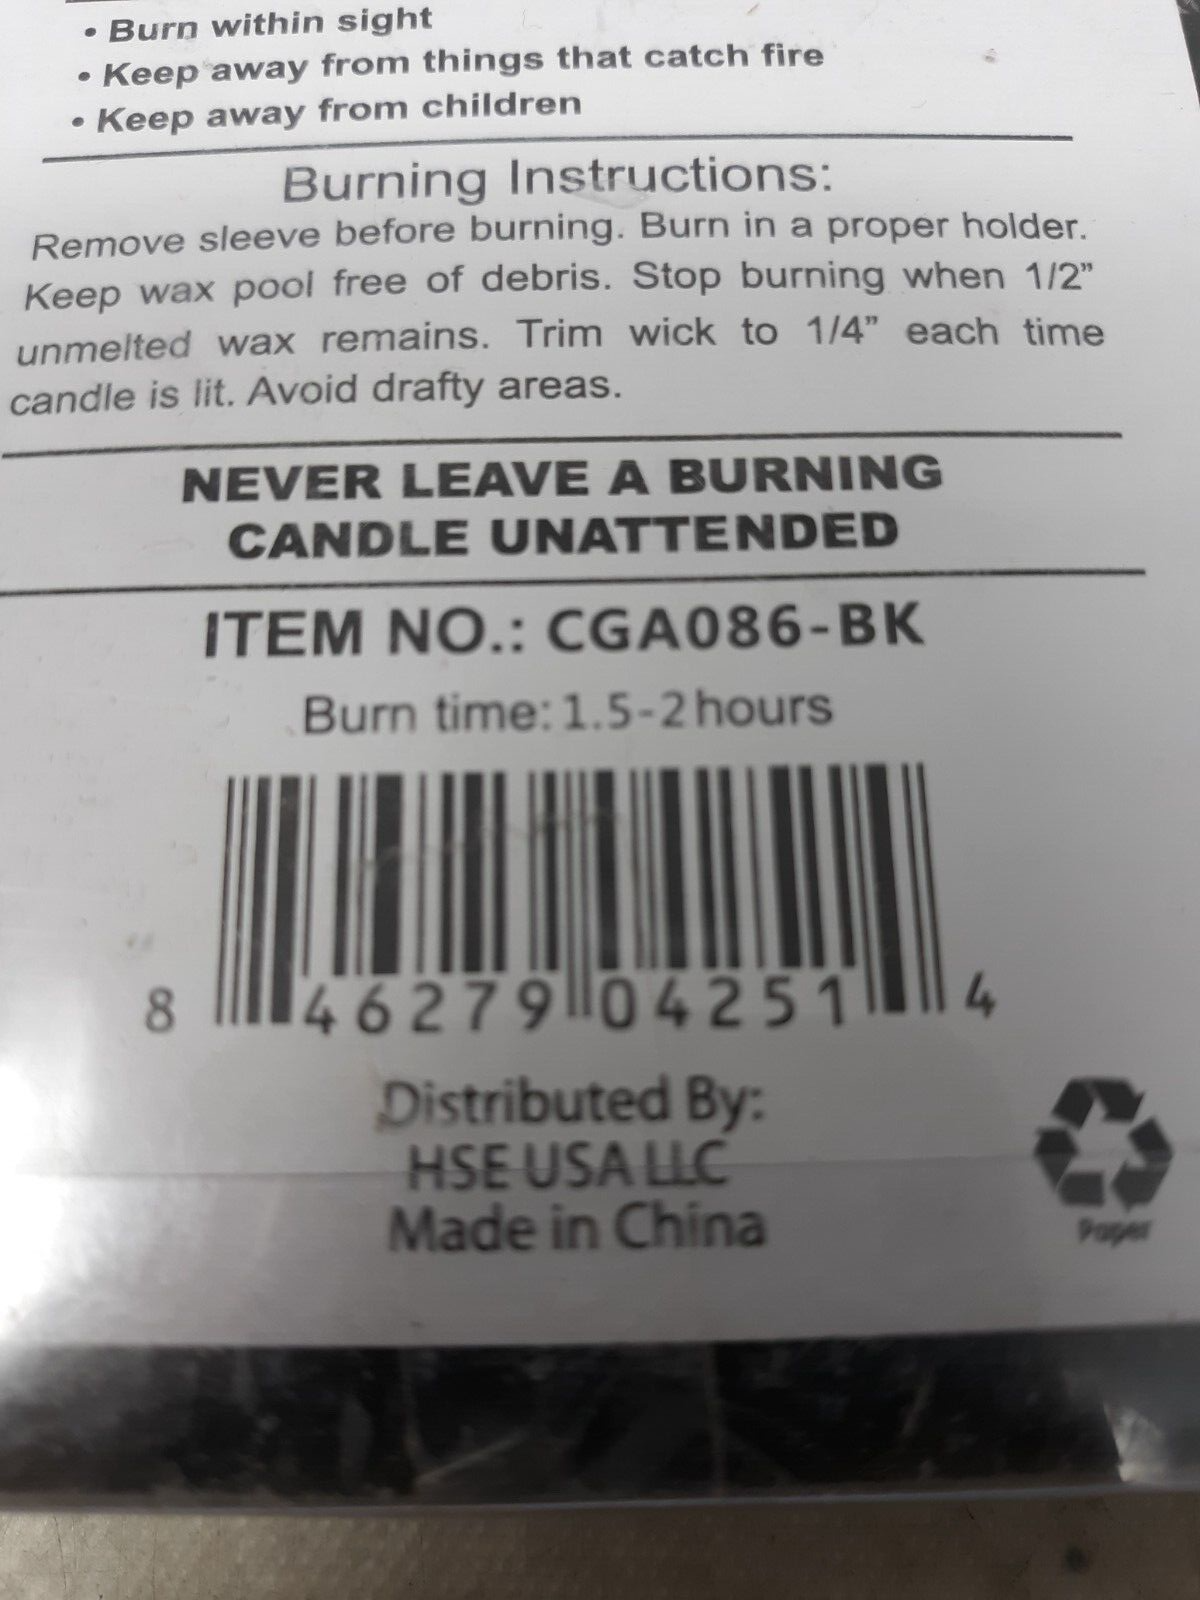 • Burn within sight
• Keep away from things that catch fire
• Keep away from children
Burning Instructions:
Remove sleeve before burning. Burn in a proper holder.
Keep wax pool free of debris. Stop burning when 1/2”
unmelted wax remains. Trim wick to 1/4” each time
candle is lit. Avoid drafty areas.
NEVER LEAVE A BURNING
CANDLE UNATTENDED
ITEM NO.: CGA086-BK
Burn time: 1.5-2 hours
8 46279 04251 4
Distributed By:
HSE USA LLC
Made in China
Paper